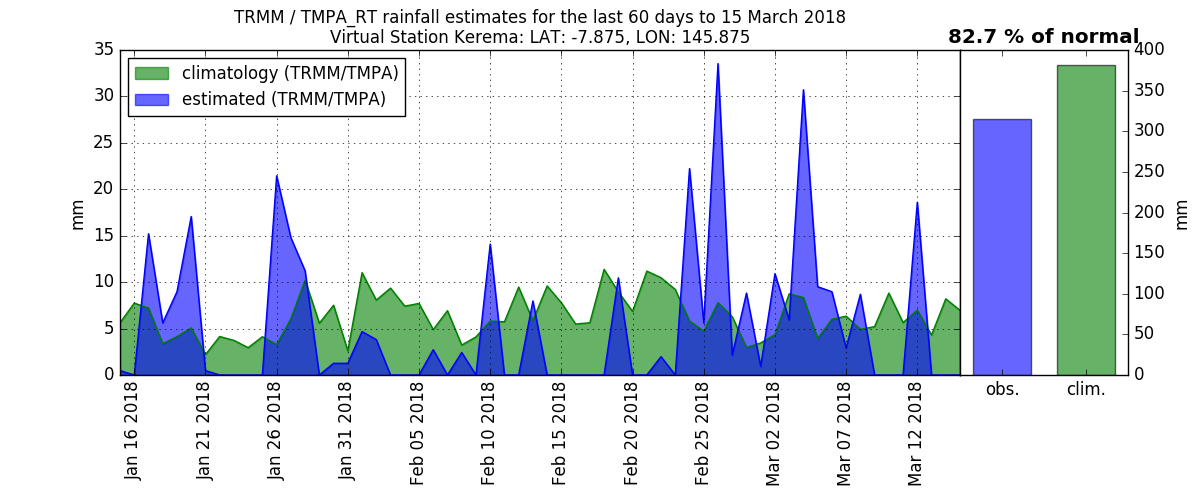 TRMM / TMPA_RT rainfall estimates for the last 60 days to 15 March 2018
Virtual Station Kerema: LAT: -7.875, LON: 145.875
82.7 % of normal
climatology (TRMM/TMPA)
estimated (TRMM/TMPA)
35
30
25
20
15
10
5
0
mm
Jan 16 2018
Jan 21 2018
Jan 26 2018
Jan 31 2018
Feb 05 2018
Feb 10 2018
Feb 15 2018
Feb 20 2018
Feb 25 2018
Mar 02 2018
Mar 07 2018
Mar 12 2018
obs.
clim.
400
350
300
250
200
150
100
50
0
mm